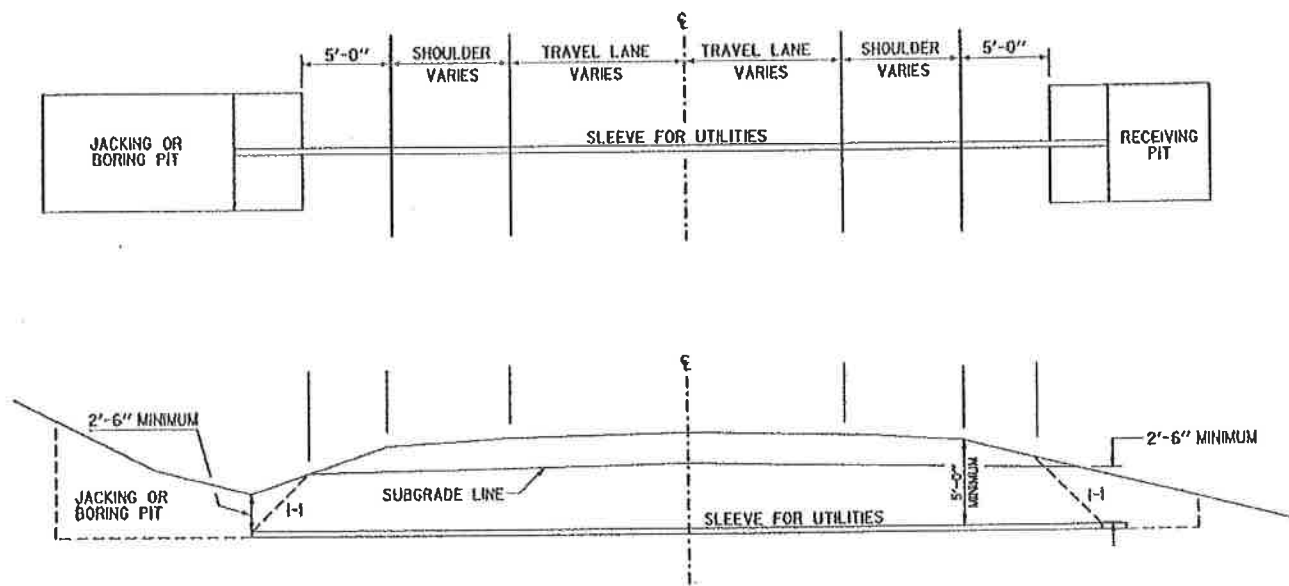 ℄
5'-0" SHOULDER VARIES TRAVEL LANE VARIES TRAVEL LANE VARIES SHOULDER VARIES 5'-0"
JACKING OR
BORING PIT
SLEEVE FOR UTILITIES
RECEIVING
PIT
℄
2'-6" MINIMUM
2'-6" MINIMUM
JACKING OR
BORING PIT
1-1
SUBGRADE LINE
5'-0"
MINIMUM
1-1
SLEEVE FOR UTILITIES